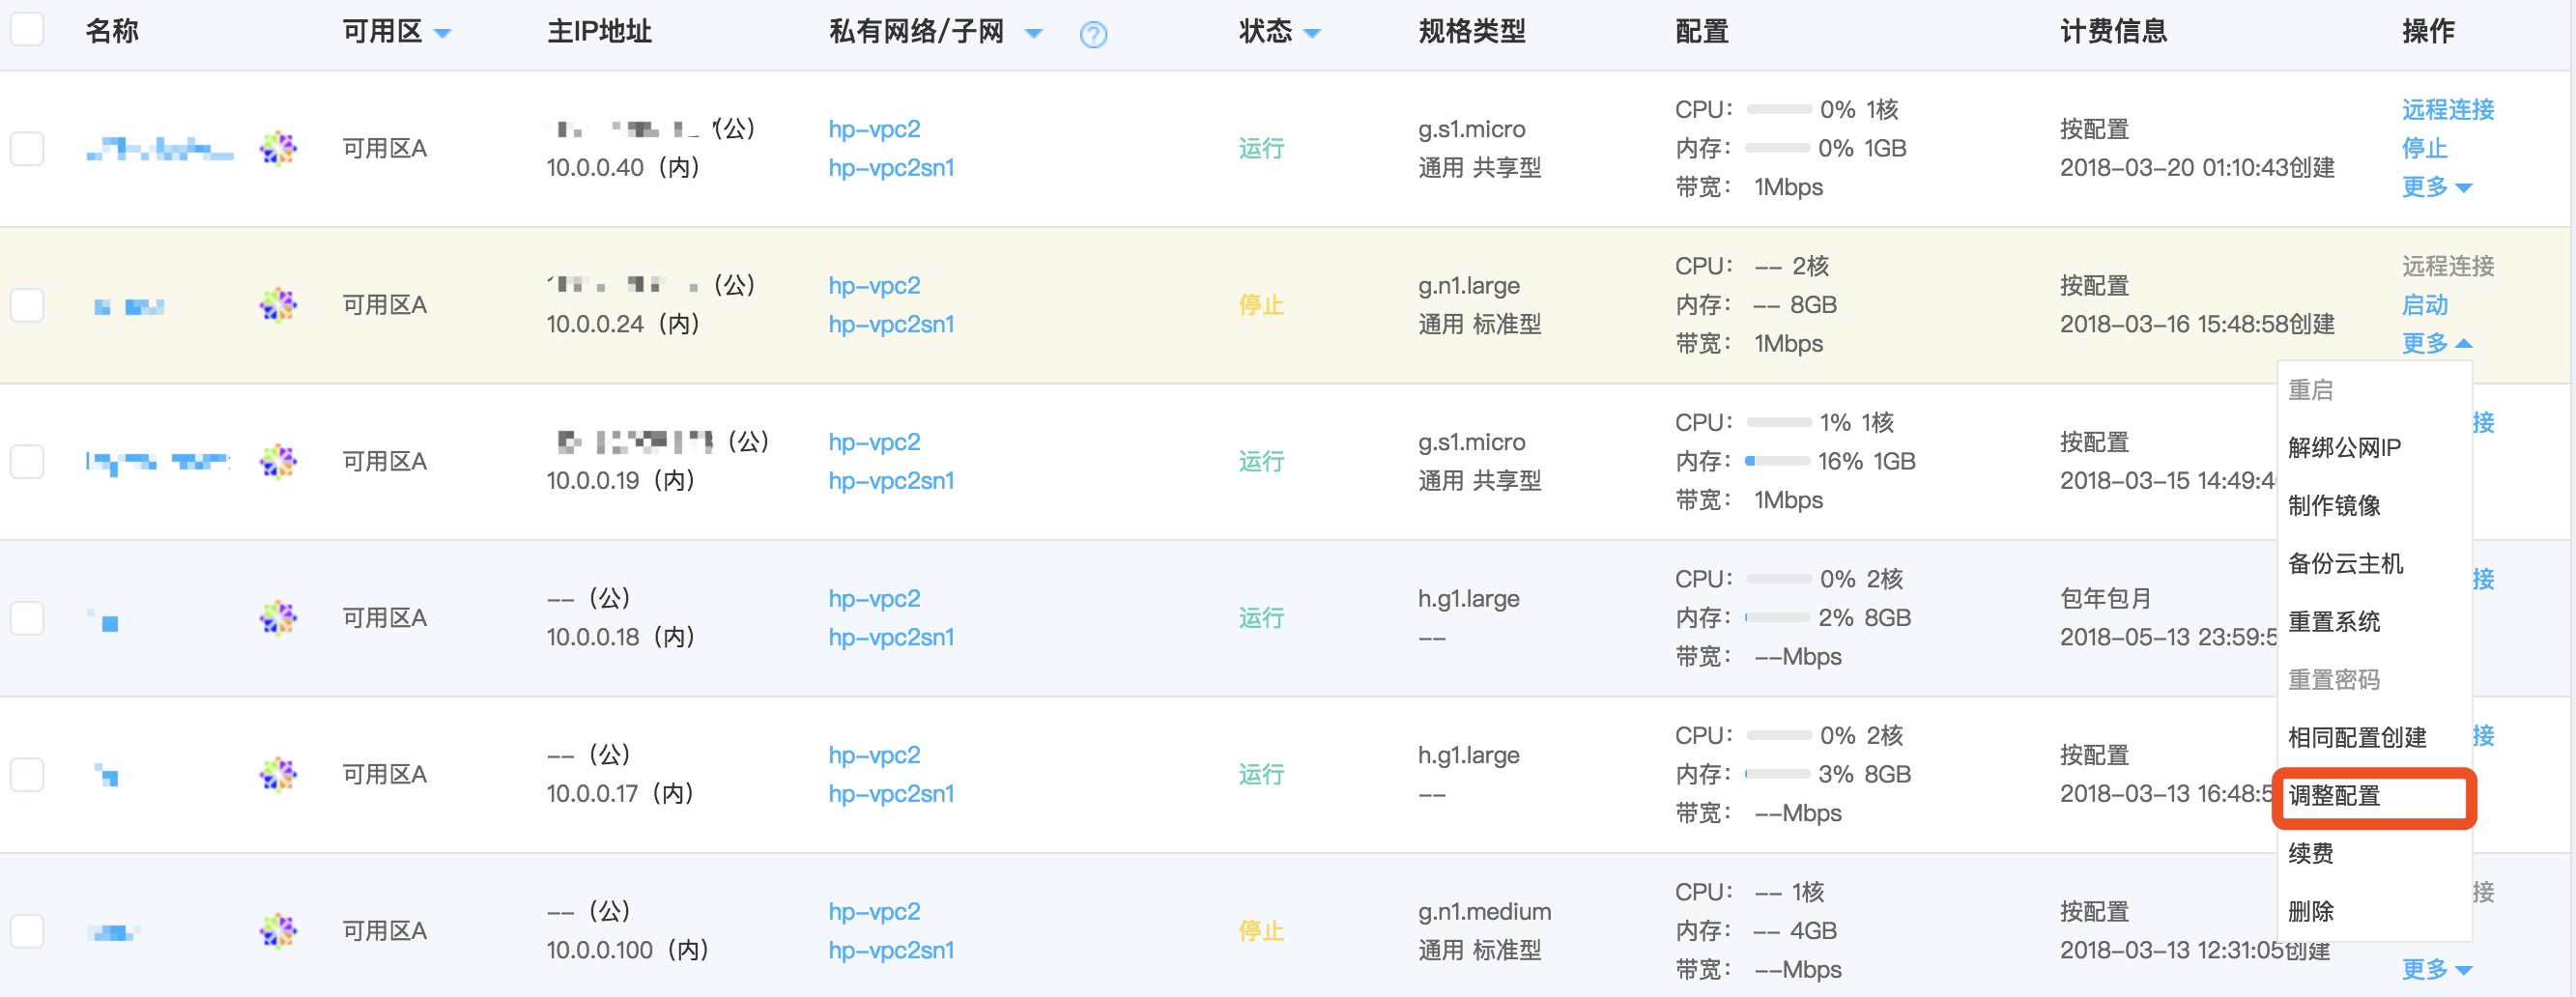 名称 可用区 主IP地址 私有网络/子网 ? 状态 规格类型 配置 计费信息 操作
可用区A
(公)
10.0.0.40（内）
hp-vpc2
hp-vpc2sn1
运行
g.s1.micro
通用 共享型
CPU： 0% 1核
内存： 0% 1GB
带宽： 1Mbps
按配置
2018-03-20 01:10:43创建
远程连接
停止
更多
可用区A
(公)
10.0.0.24（内）
hp-vpc2
hp-vpc2sn1
停止
g.n1.large
通用 标准型
CPU： -- 2核
内存： -- 8GB
带宽： 1Mbps
按配置
2018-03-16 15:48:58创建
远程连接
启动
更多
可用区A
（公）
10.0.0.19（内）
hp-vpc2
hp-vpc2sn1
运行
g.s1.micro
通用 共享型
CPU： 1% 1核
内存： 16% 1GB
带宽： 1Mbps
按配置
2018-03-15 14:49:4
接
可用区A
--（公）
10.0.0.18（内）
hp-vpc2
hp-vpc2sn1
运行
h.g1.large
--
CPU： 0% 2核
内存： 2% 8GB
带宽： --Mbps
包年包月
2018-05-13 23:59:5
接
可用区A
--（公）
10.0.0.17（内）
hp-vpc2
hp-vpc2sn1
运行
h.g1.large
--
CPU： 0% 2核
内存： 3% 8GB
带宽： --Mbps
按配置
2018-03-13 16:48:5
接
可用区A
--（公）
10.0.0.100（内）
hp-vpc2
hp-vpc2sn1
停止
g.n1.medium
通用 标准型
CPU： -- 1核
内存： -- 4GB
带宽： --Mbps
按配置
2018-03-13 12:31:05创建
接
更多
重启
解绑公网IP
制作镜像
备份云主机
重置系统
重置密码
相同配置创建
调整配置
续费
删除